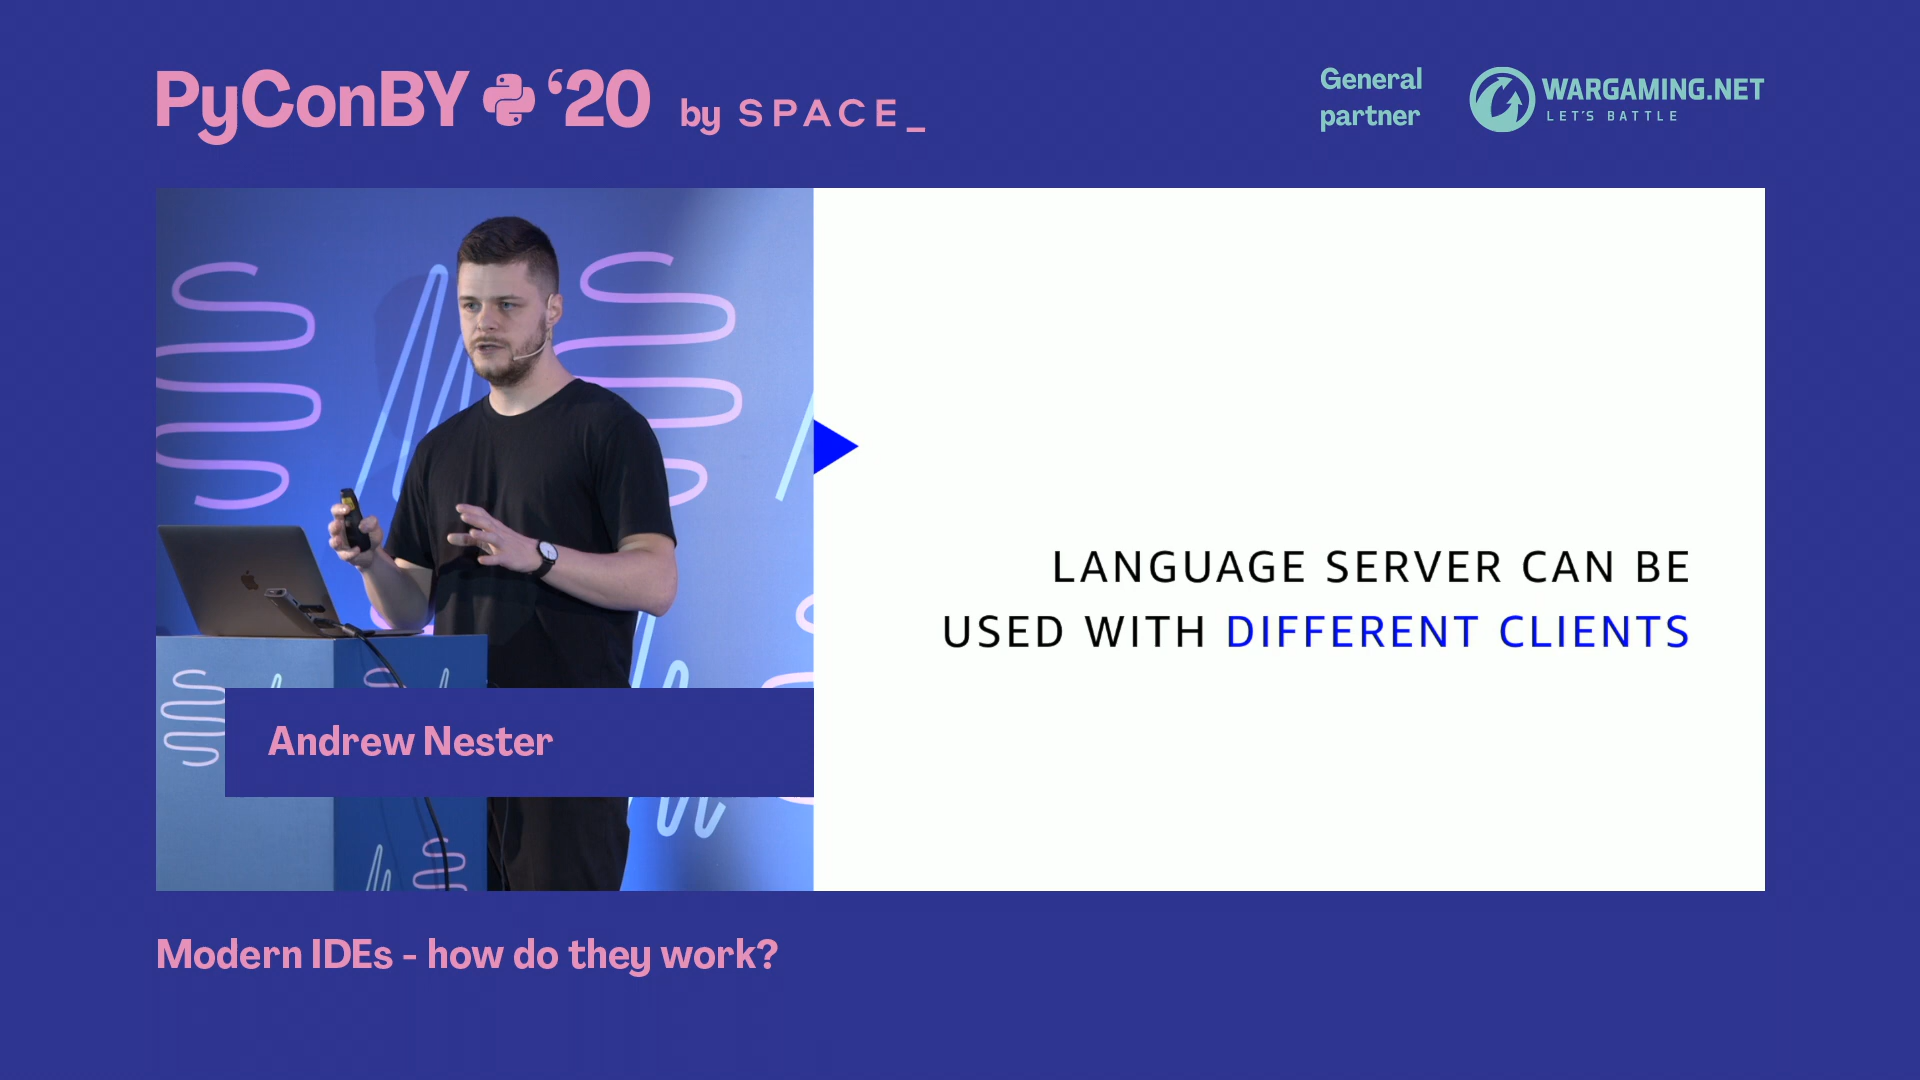 PyConBY '20 by SPACE_
General
partner
WARGAMING.NET
LET'S BATTLE
LANGUAGE SERVER CAN BE
USED WITH DIFFERENT CLIENTS
Andrew Nester
Modern IDEs - how do they work?